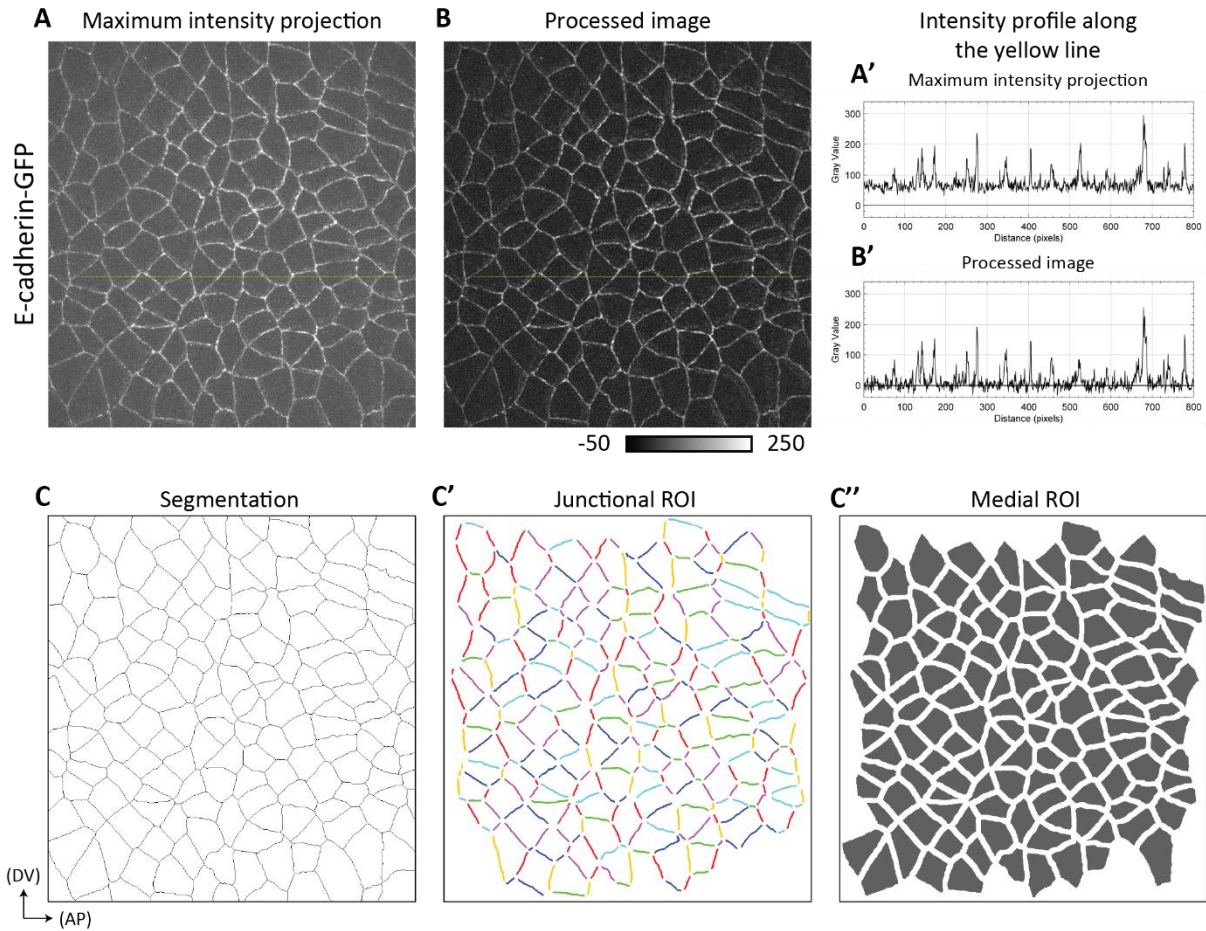 A Maximum intensity projection
B Processed image
Intensity profile along
the yellow line
E-cadherin-GFP
A'
Maximum intensity projection
300
200
100
0
Gray Value
0 100 200 300 400 500 600 700 800
Distance (pixels)
B'
Processed image
300
200
100
0
Gray Value
0 100 200 300 400 500 600 700 800
Distance (pixels)
-50 250
C Segmentation
C' Junctional ROI
C'' Medial ROI
(DV)
(AP)